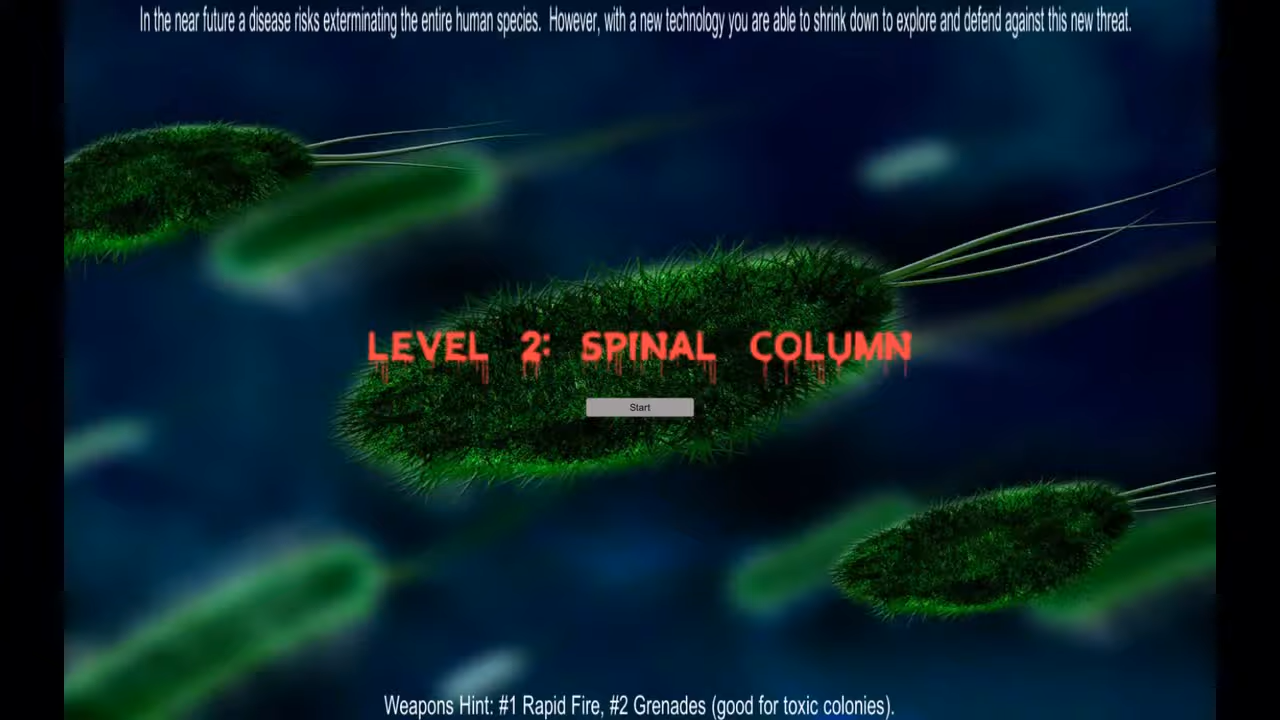 In the near future a disease risks exterminating the entire human species.  However, with a new technology you are able to shrink down to explore and defend against this new threat.
LEVEL 2: SPINAL COLUMN
Start
Weapons Hint: #1 Rapid Fire, #2 Grenades (good for toxic colonies).